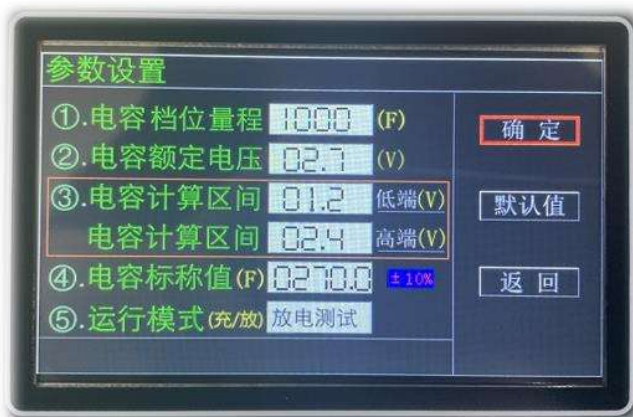 参数设置
①.电容档位量程 1000 (F)
②.电容额定电压 02.7 (V)
③.电容计算区间 01.2 低端(V)
电容计算区间 02.4 高端(V)
④.电容标称值(F) 0270.0 ±10%
⑤.运行模式(充/放) 放电测试
确 定
默认值
返 回